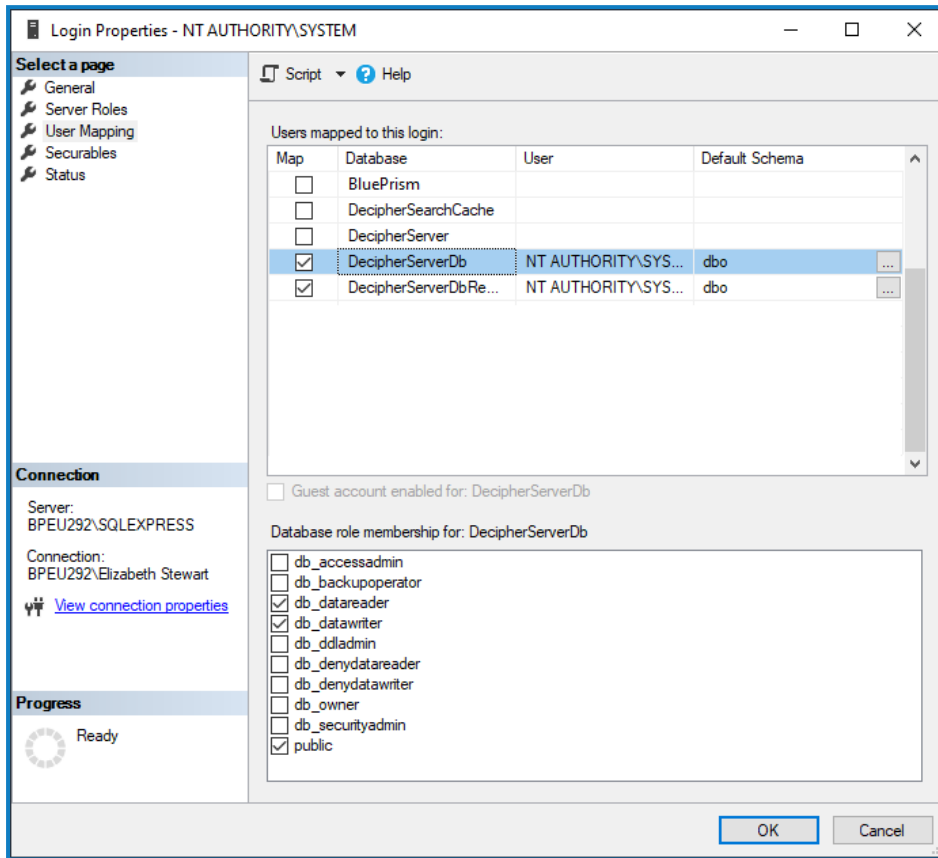 Login Properties - NT AUTHORITY\SYSTEM
Select a page
General
Server Roles
User Mapping
Securables
Status
Script Help
Users mapped to this login:
Map Database User Default Schema
BluePrism
DecipherSearchCache
DecipherServer
DecipherServerDb NT AUTHORITY\SYS... dbo ...
DecipherServerDbRe... NT AUTHORITY\SYS... dbo ...
Guest account enabled for: DecipherServerDb
Database role membership for: DecipherServerDb
db_accessadmin
db_backupoperator
db_datareader
db_datawriter
db_ddladmin
db_denydatareader
db_denydatawriter
db_owner
db_securityadmin
public
Connection
Server:
BPEU292\SQLEXPRESS
Connection:
BPEU292\Elizabeth Stewart
View connection properties
Progress
Ready
OK Cancel